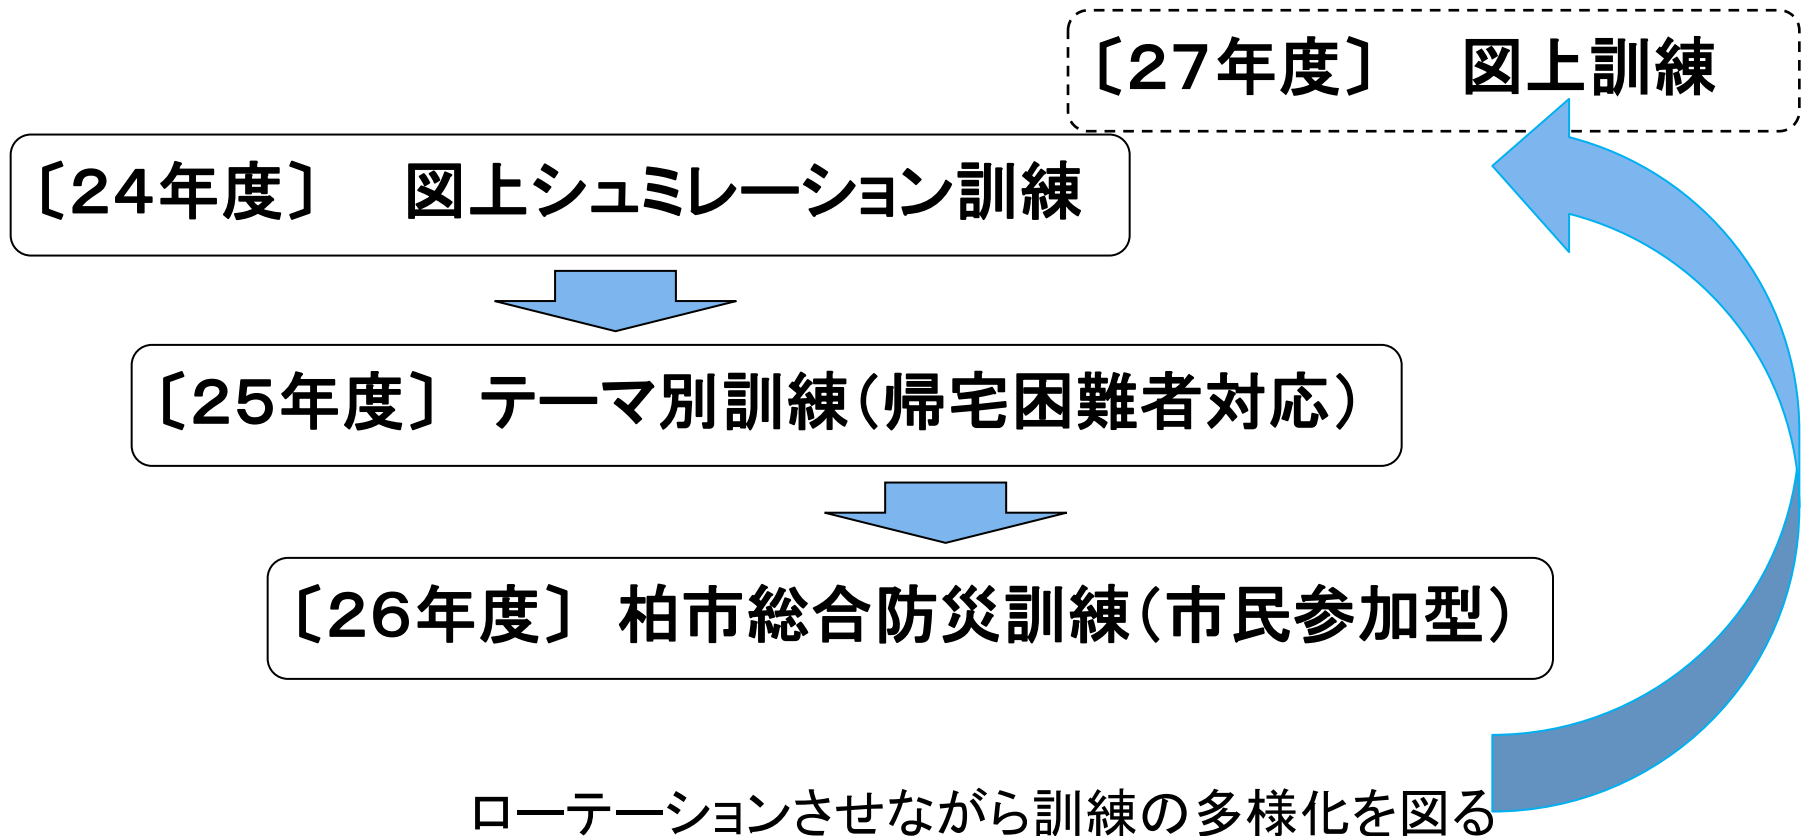 〔２７年度〕　図上訓練
〔２４年度〕　図上シュミレーション訓練
〔２５年度〕 テーマ別訓練（帰宅困難者対応）
〔２６年度〕 柏市総合防災訓練（市民参加型）
ローテーションさせながら訓練の多様化を図る